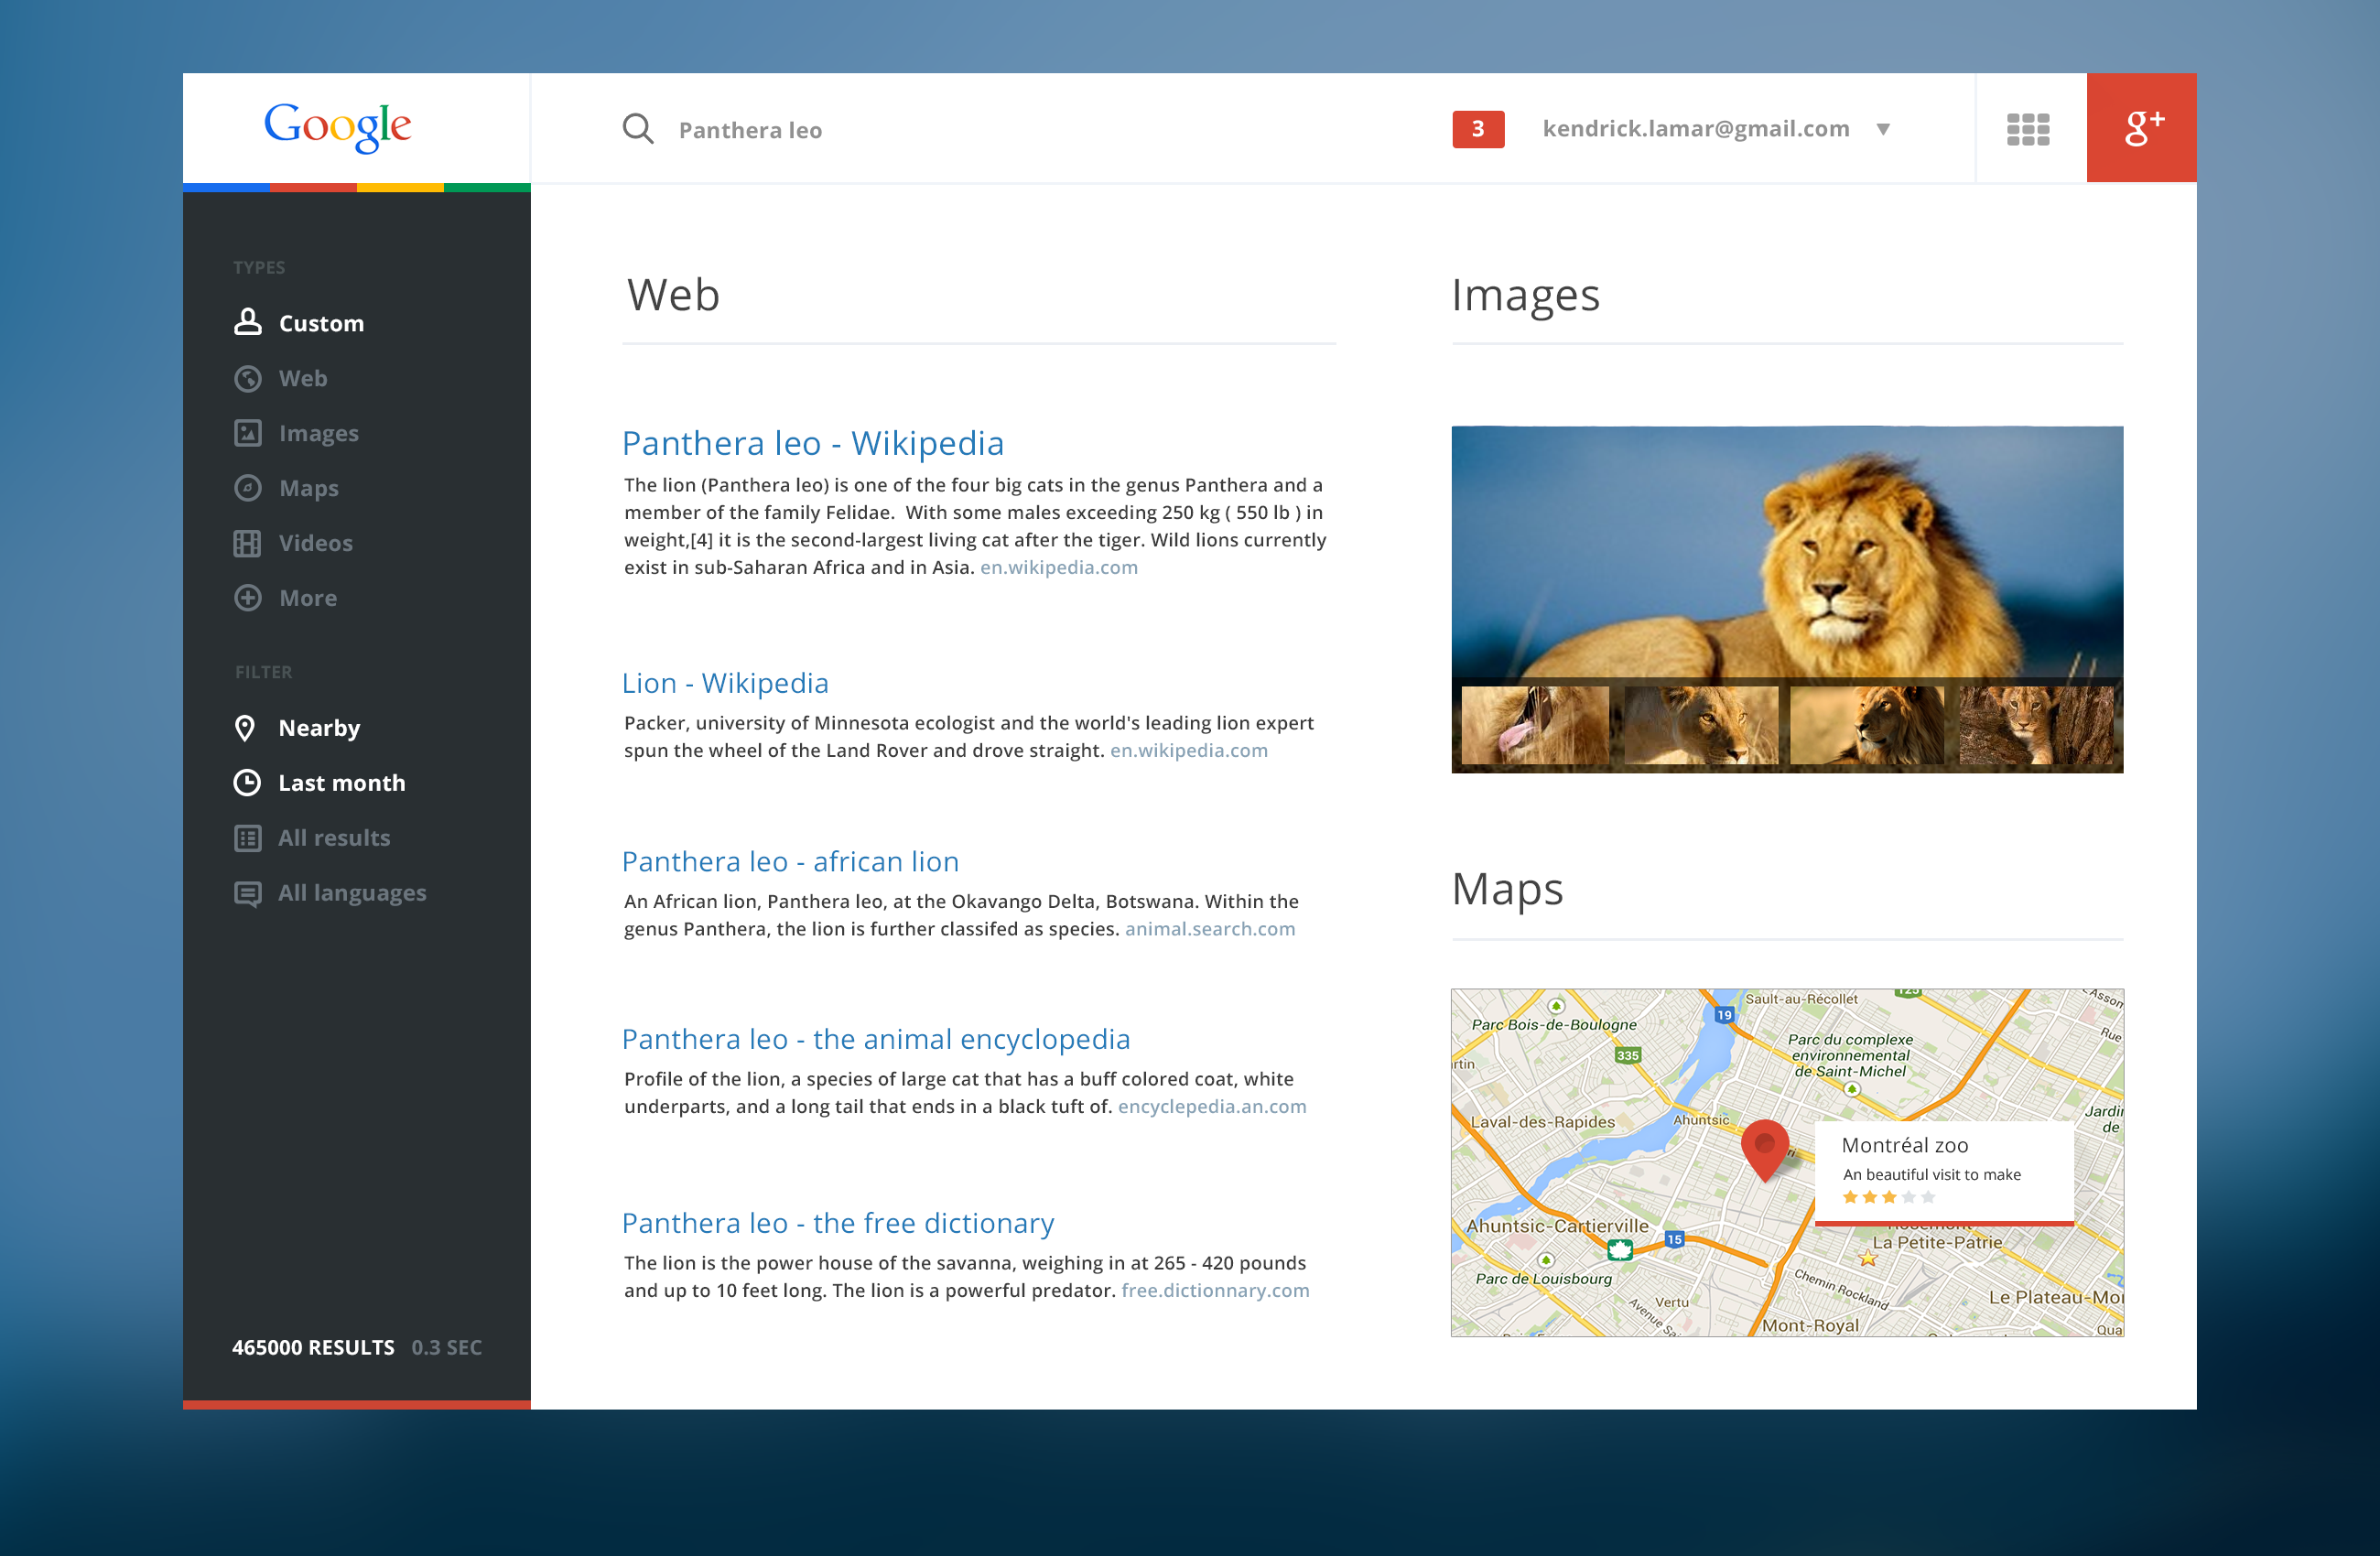 Google
Panthera leo
3
kendrick.lamar@gmail.com
g+
TYPES
Custom
Web
Images
Maps
Videos
More
FILTER
Nearby
Last month
All results
All languages
465000 RESULTS 0.3 SEC
Web
Panthera leo - Wikipedia
The lion (Panthera leo) is one of the four big cats in the genus Panthera and a
member of the family Felidae.  With some males exceeding 250 kg ( 550 lb ) in
weight,[4] it is the second-largest living cat after the tiger. Wild lions currently
exist in sub-Saharan Africa and in Asia. en.wikipedia.com
Lion - Wikipedia
Packer, university of Minnesota ecologist and the world's leading lion expert
spun the wheel of the Land Rover and drove straight. en.wikipedia.com
Panthera leo - african lion
An African lion, Panthera leo, at the Okavango Delta, Botswana. Within the
genus Panthera, the lion is further classifed as species. animal.search.com
Panthera leo - the animal encyclopedia
Profile of the lion, a species of large cat that has a buff colored coat, white
underparts, and a long tail that ends in a black tuft of. encyclepedia.an.com
Panthera leo - the free dictionary
The lion is the power house of the savanna, weighing in at 265 - 420 pounds
and up to 10 feet long. The lion is a powerful predator. free.dictionnary.com
Images
Maps
Sault-au-Récollet
125
L'Asson
19
Parc Bois-de-Boulogne
Rue
335
Parc du complexe
environnemental
de Saint-Michel
rtin
Jardin
de
Laval-des-Rapides
Ahuntsic
Montréal zoo
An beautiful visit to make
Ahuntsic-Cartierville
Rosemont
La Petite-Patrie
15
Parc de Louisbourg
Chemin Rockland
Le Plateau-Mo
Vertu
Avenue Sa
Mont-Royal
Qua